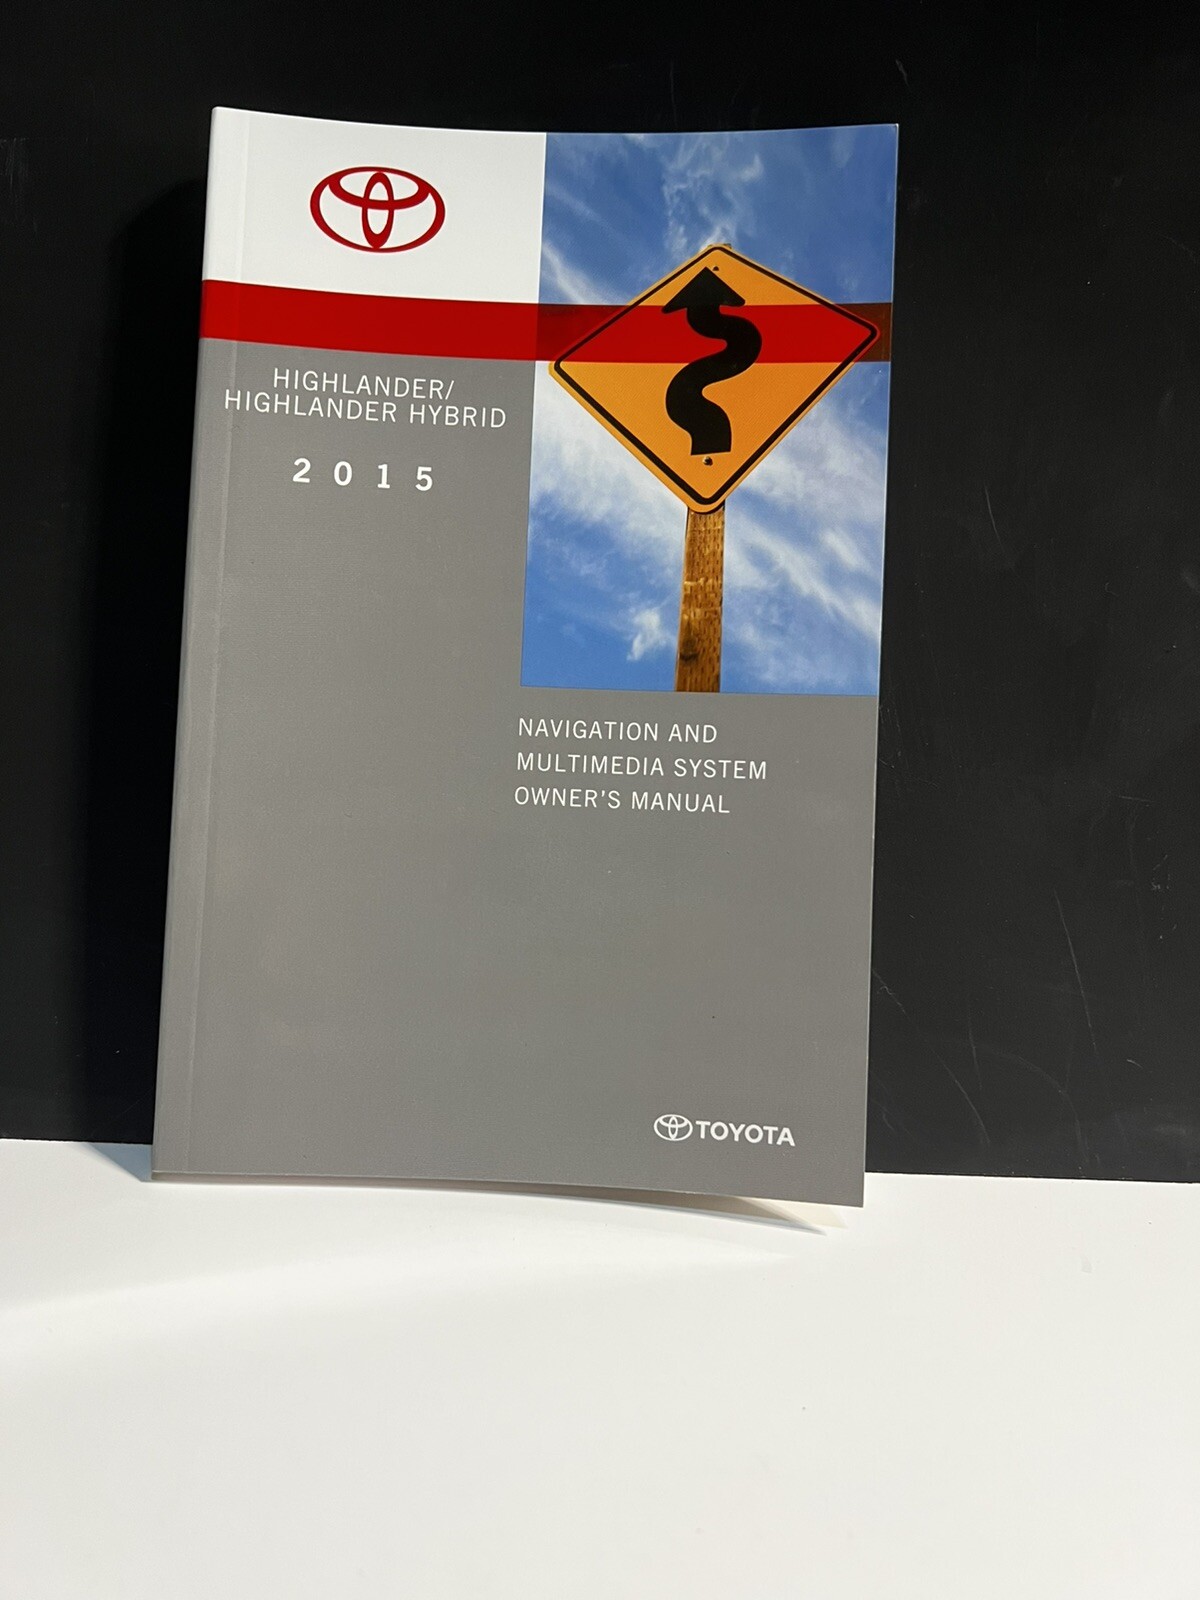 HIGHLANDER/
HIGHLANDER HYBRID
2015
NAVIGATION AND
MULTIMEDIA SYSTEM
OWNER'S MANUAL
TOYOTA